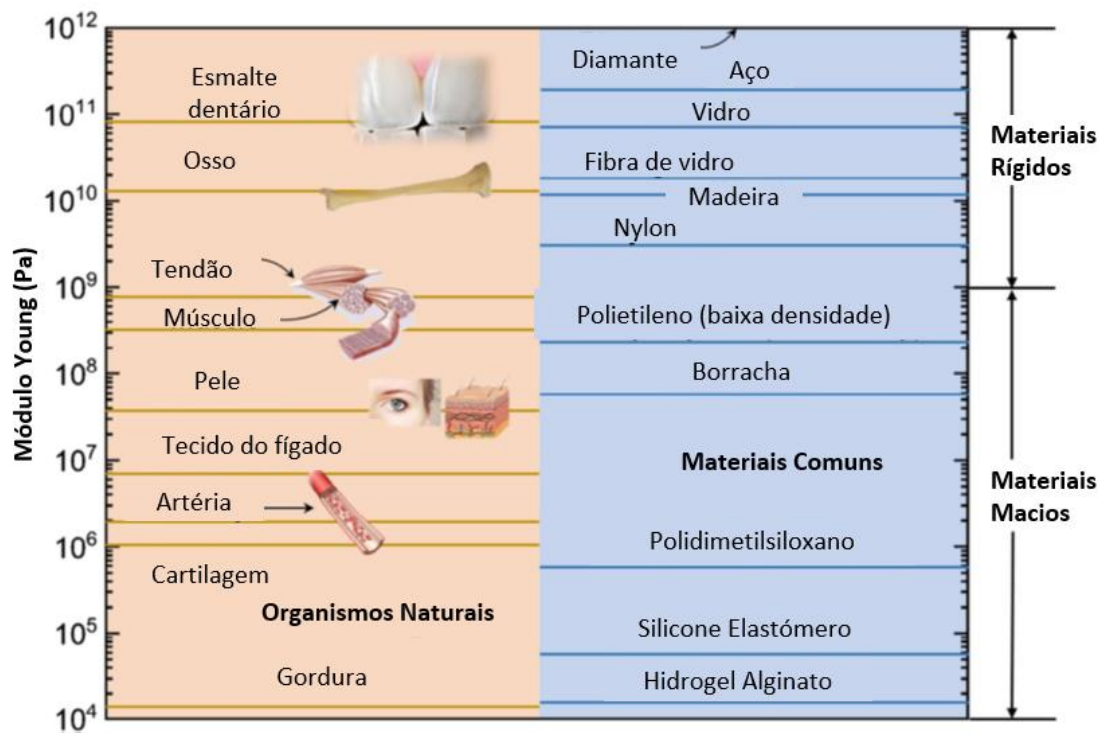 Módulo Young (Pa)
10¹²
10¹¹
10¹⁰
10⁹
10⁸
10⁷
10⁶
10⁵
10⁴
Esmalte
dentário
Osso
Tendão
Músculo
Pele
Tecido do fígado
Artéria
Cartilagem
Organismos Naturais
Gordura
Diamante
Aço
Vidro
Fibra de vidro
Madeira
Nylon
Polietileno (baixa densidade)
Borracha
Materiais Comuns
Polidimetilsiloxano
Silicone Elastómero
Hidrogel Alginato
Materiais
Rígidos
Materiais
Macios